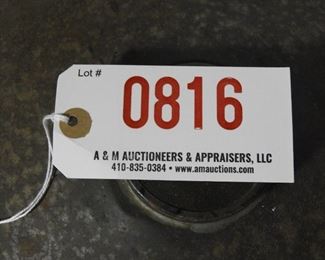 Lot #
0816
A & M AUCTIONEERS & APPRAISERS, LLC
410-835-0384 • www.amauctions.com